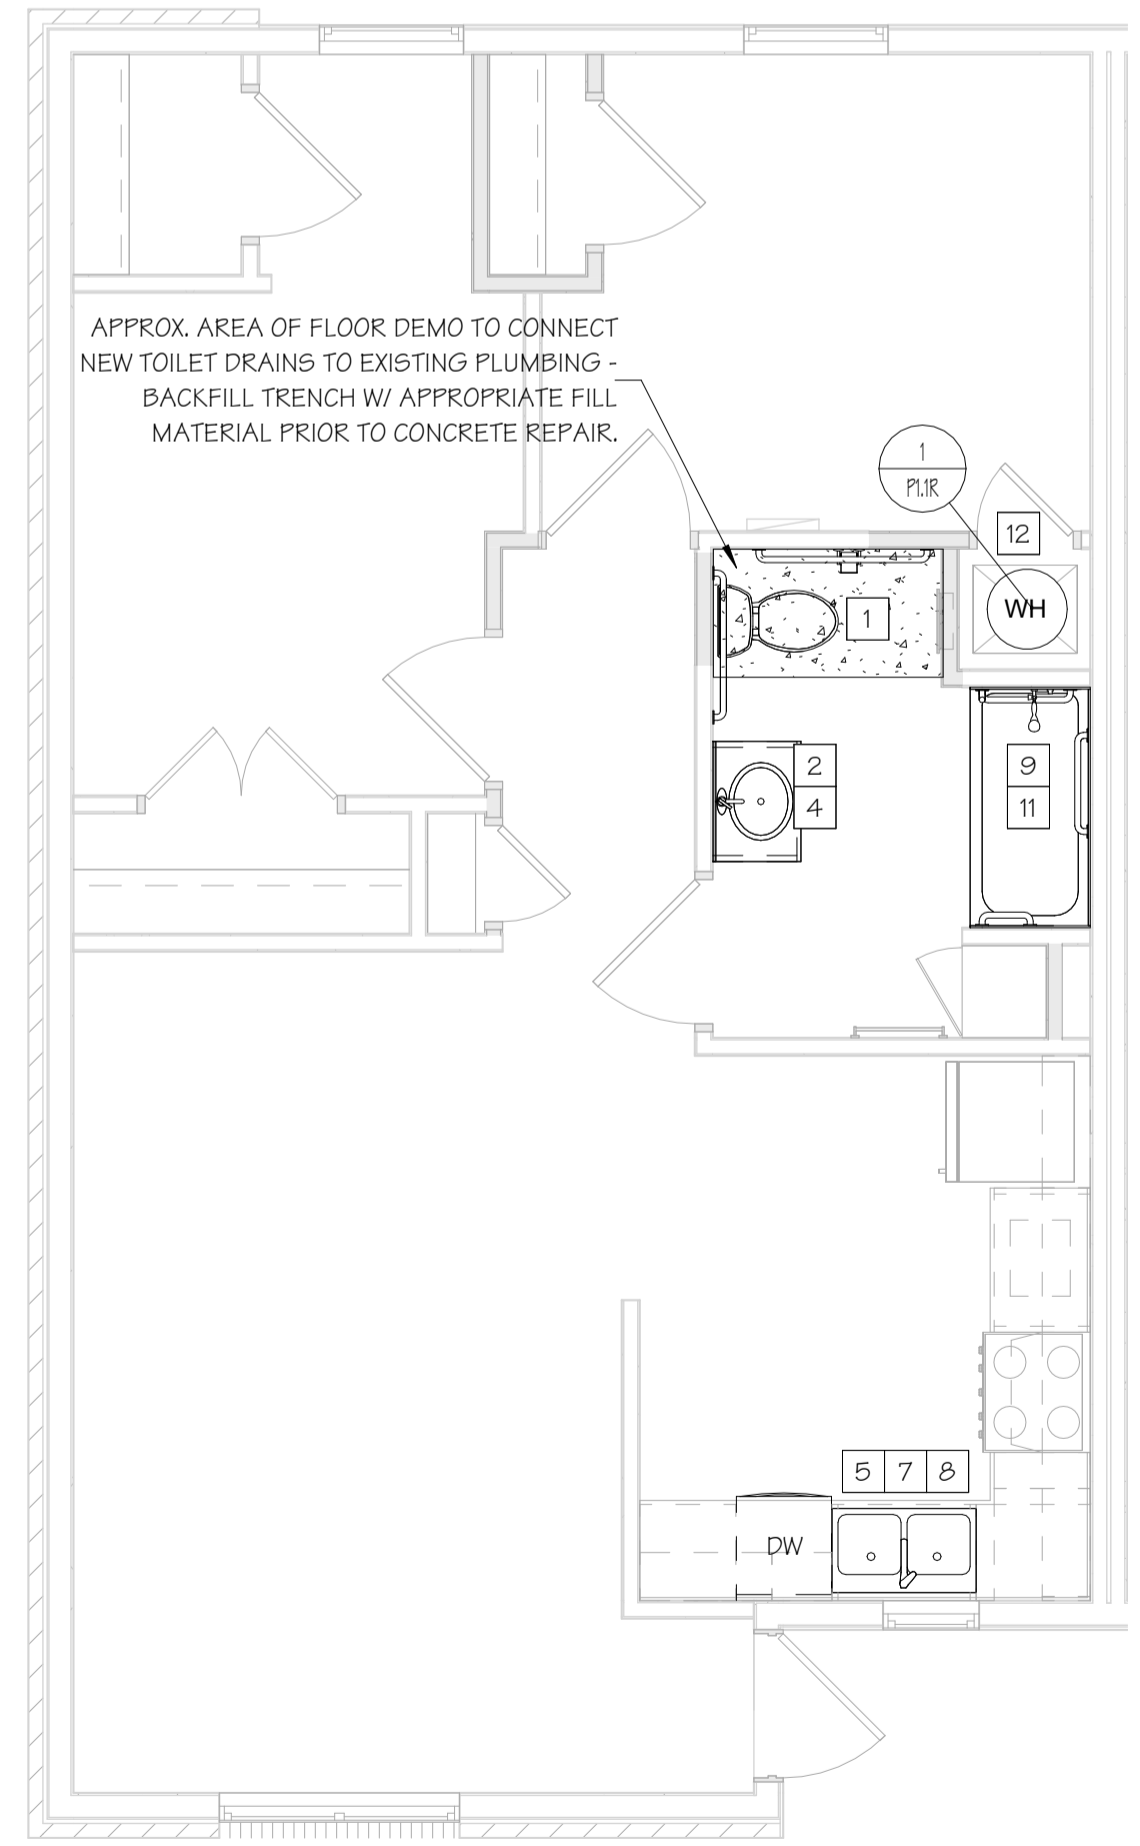 APPROX. AREA OF FLOOR DEMO TO CONNECT
NEW TOILET DRAINS TO EXISTING PLUMBING -
BACKFILL TRENCH W/ APPROPRIATE FILL
MATERIAL PRIOR TO CONCRETE REPAIR.
1
P1.1R
12
WH
1
2
4
9
11
5 7 8
DW